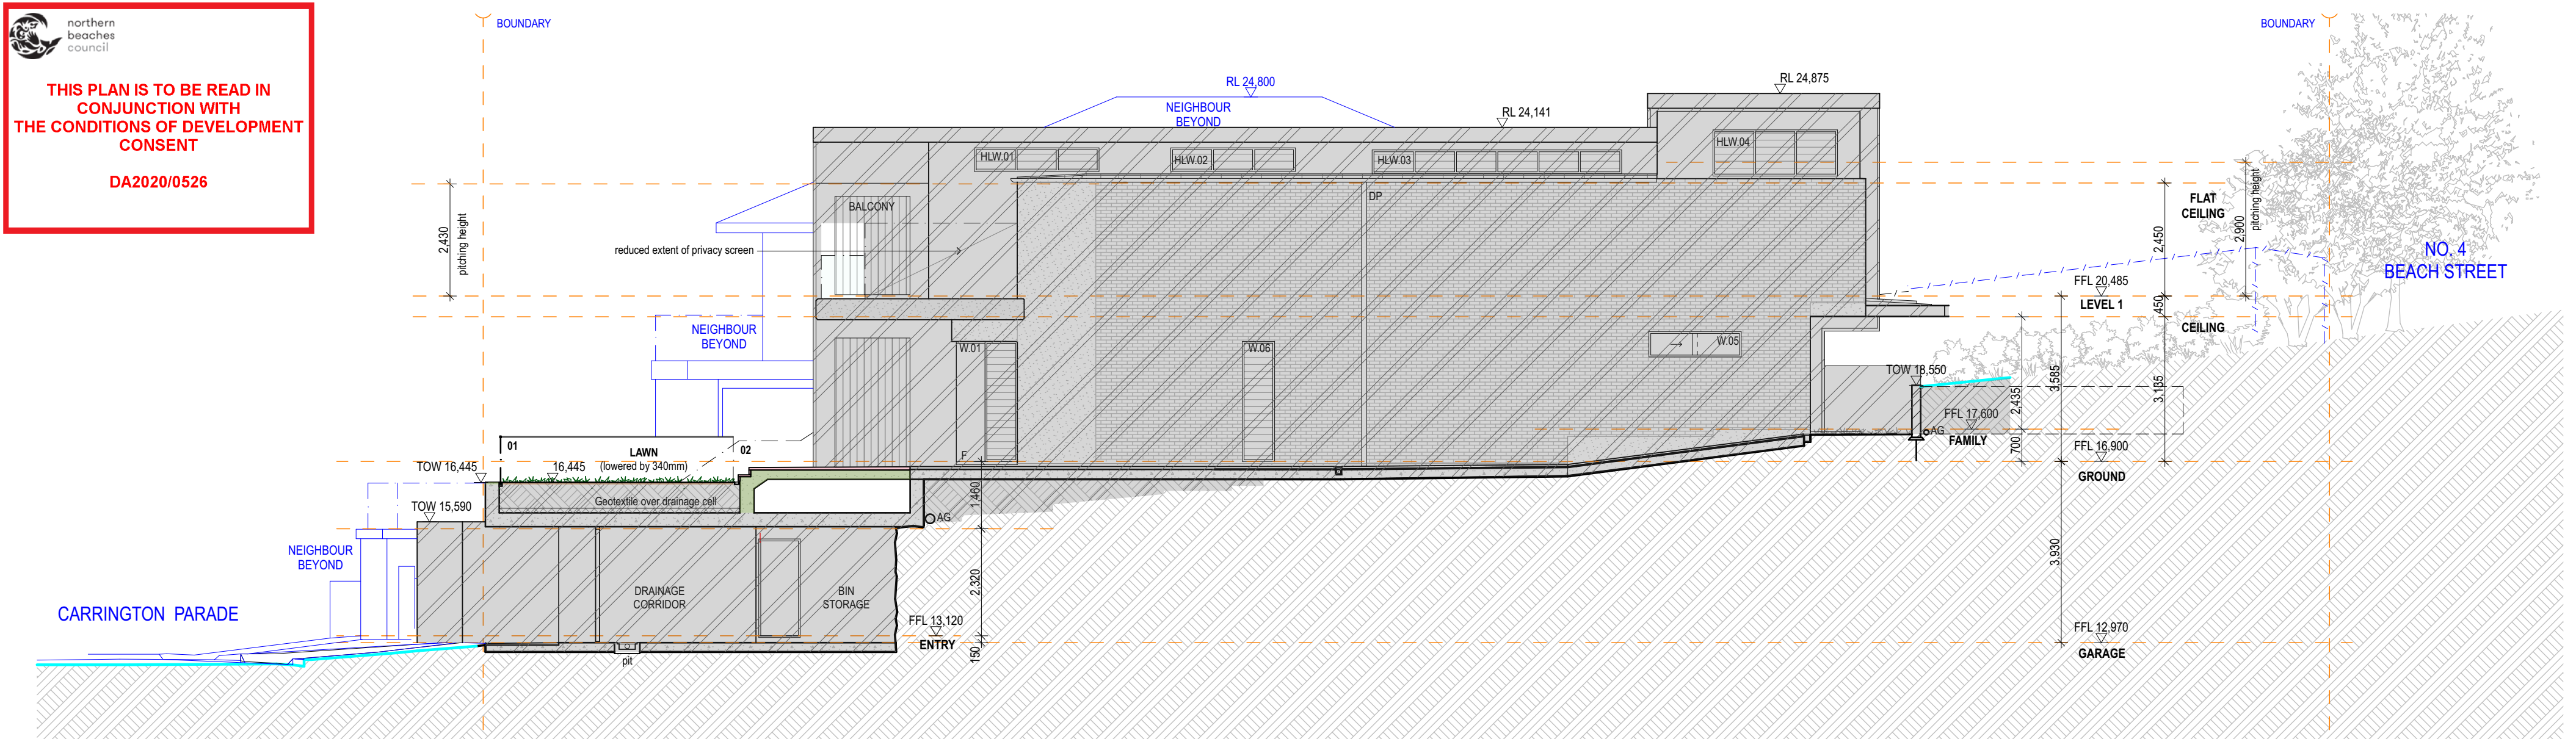 northern
beaches
council
THIS PLAN IS TO BE READ IN
CONJUNCTION WITH
THE CONDITIONS OF DEVELOPMENT
CONSENT
DA2020/0526
BOUNDARY
BOUNDARY
RL 24,800
NEIGHBOUR
BEYOND
RL 24,141
RL 24,875
HLW.01
HLW.02
HLW.03
HLW.04
2,430
pitching height
BALCONY
reduced extent of privacy screen
DP
FLAT
CEILING
2,450
2,900
pitching height
NO. 4
BEACH STREET
FFL 20,485
LEVEL 1
450
CEILING
NEIGHBOUR
BEYOND
W.01
W.06
W.05
TOW 18,550
2,435
3,585
3,135
FFL 17,600
AG
FAMILY
700
FFL 16,900
GROUND
01
LAWN
(lowered by 340mm)
02
F
TOW 16,445
16,445
Geotextile over drainage cell
1,460
TOW 15,590
AG
NEIGHBOUR
BEYOND
3,930
DRAINAGE
CORRIDOR
BIN
STORAGE
2,320
CARRINGTON PARADE
FFL 13,120
ENTRY
150
FFL 12,970
GARAGE
pit